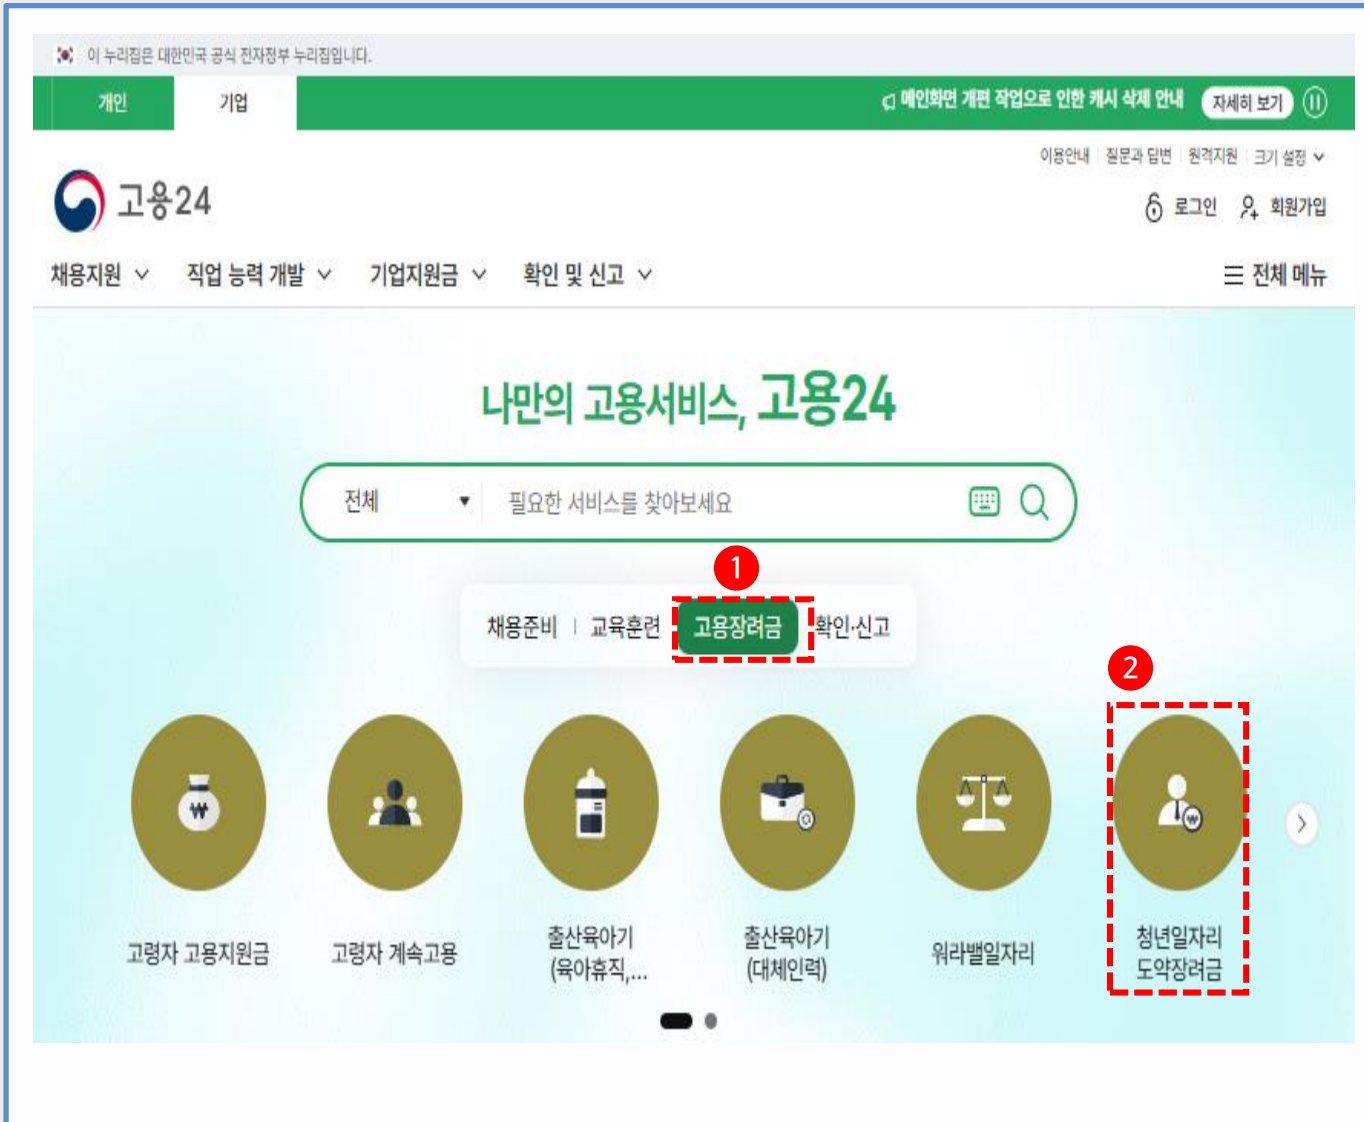 이 누리집은 대한민국 공식 전자정부 누리집입니다.
개인 기업 메인화면 개편 작업으로 인한 캐시 삭제 안내 자세히 보기
이용안내 질문과 답변 원격지원 크기 설정
고용24
로그인 회원가입
채용지원 직업 능력 개발 기업지원금 확인 및 신고 전체 메뉴
나만의 고용서비스, 고용24
전체 필요한 서비스를 찾아보세요
1
채용준비 교육훈련 고용장려금 확인·신고
2
고령자 고용지원금
고령자 계속고용
출산육아기
(육아휴직,...
출산육아기
(대체인력)
워라밸일자리
청년일자리
도약장려금